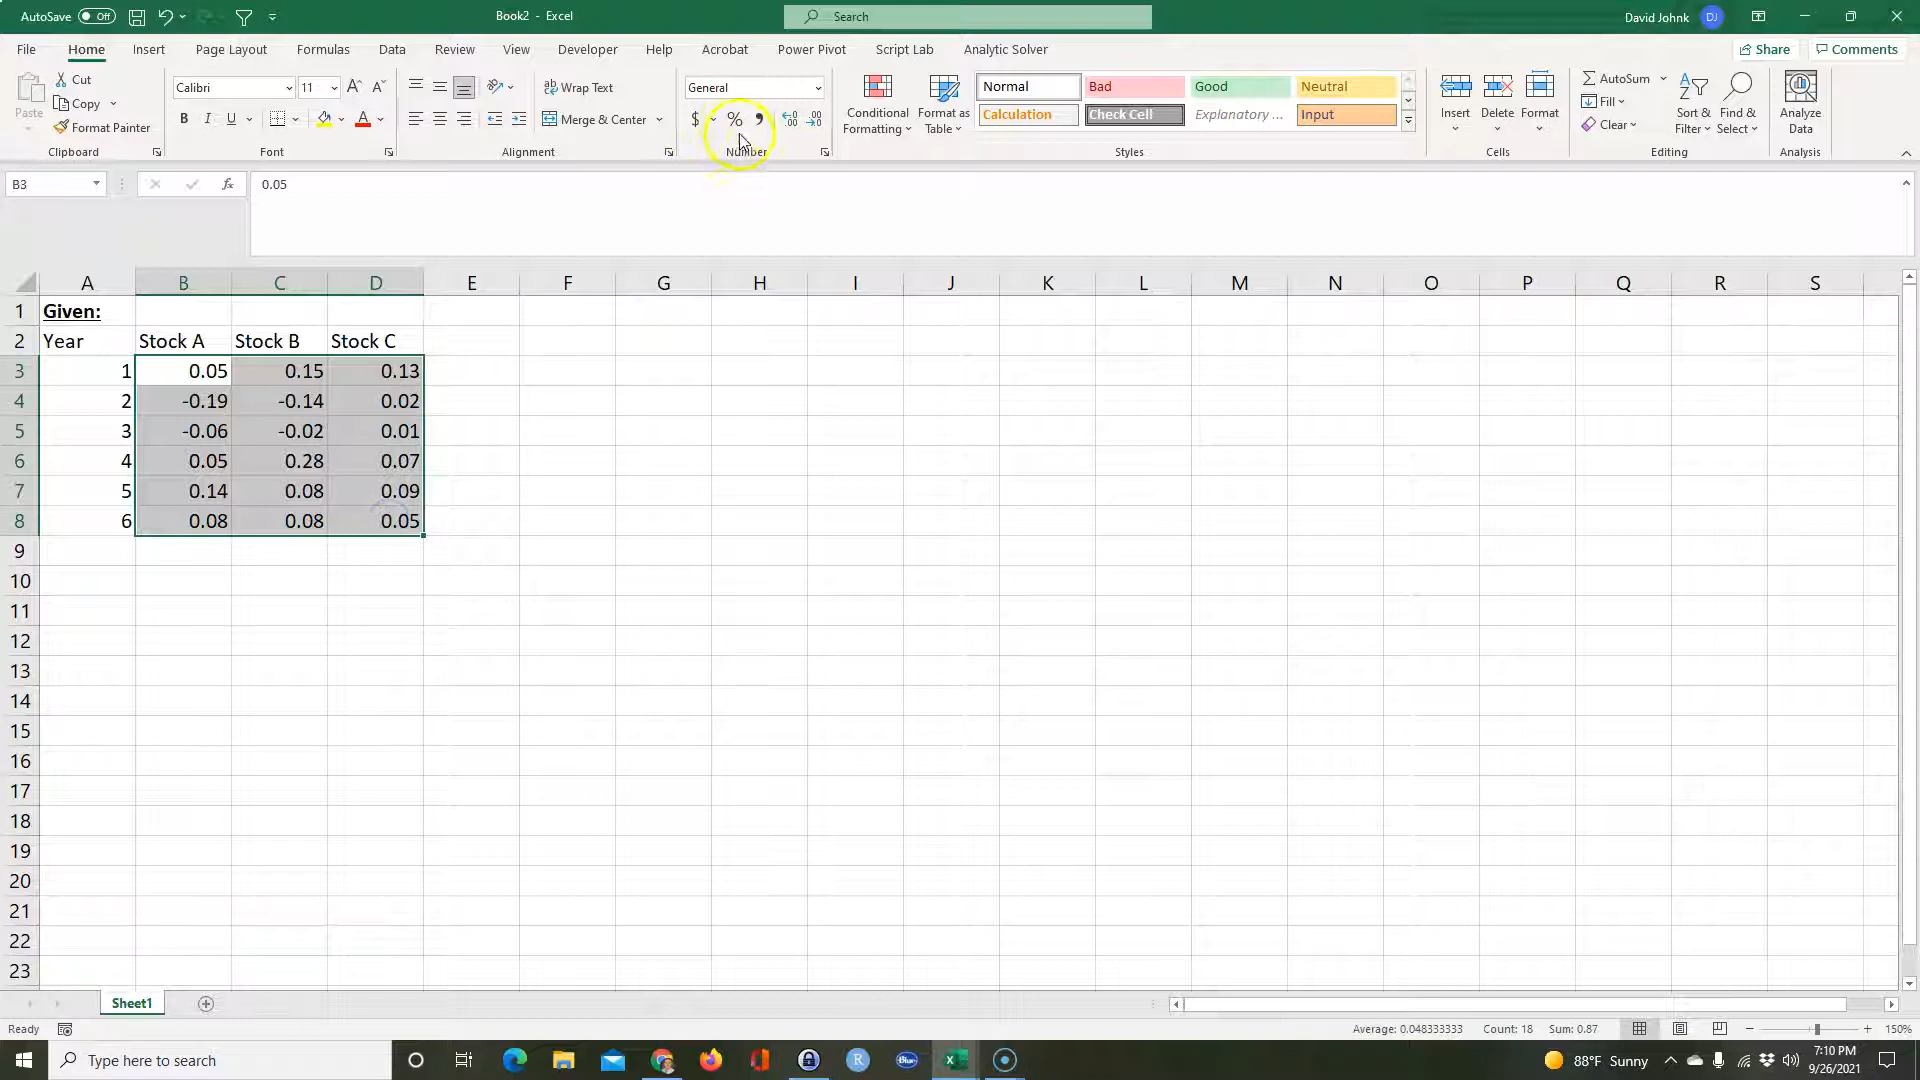 AutoSave Off Book2 - Excel Search David Johnk DJ
File Home Insert Page Layout Formulas Data Review View Developer Help Acrobat Power Pivot Script Lab Analytic Solver Share Comments
Paste Cut Copy Format Painter
Calibri 11
Wrap Text
Merge & Center
General
$ % ,
Conditional Formatting
Format as Table
Normal Bad Good Neutral
Calculation Check Cell Explanatory ... Input
Insert Delete Format
AutoSum Fill Clear
Sort & Filter
Find & Select
Analyze Data
Clipboard Font Alignment Number Styles Cells Editing Analysis
B3 fx 0.05
A B C D E F G H I J K L M N O P Q R S
1 Given:
2 Year Stock A Stock B Stock C
3 1 0.05 0.15 0.13
4 2 -0.19 -0.14 0.02
5 3 -0.06 -0.02 0.01
6 4 0.05 0.28 0.07
7 5 0.14 0.08 0.09
8 6 0.08 0.08 0.05
9
10
11
12
13
14
15
16
17
18
19
20
21
22
23
Sheet1
Ready Average: 0.048333333 Count: 18 Sum: 0.87 150%
Type here to search 88°F Sunny 7:10 PM
9/26/2021